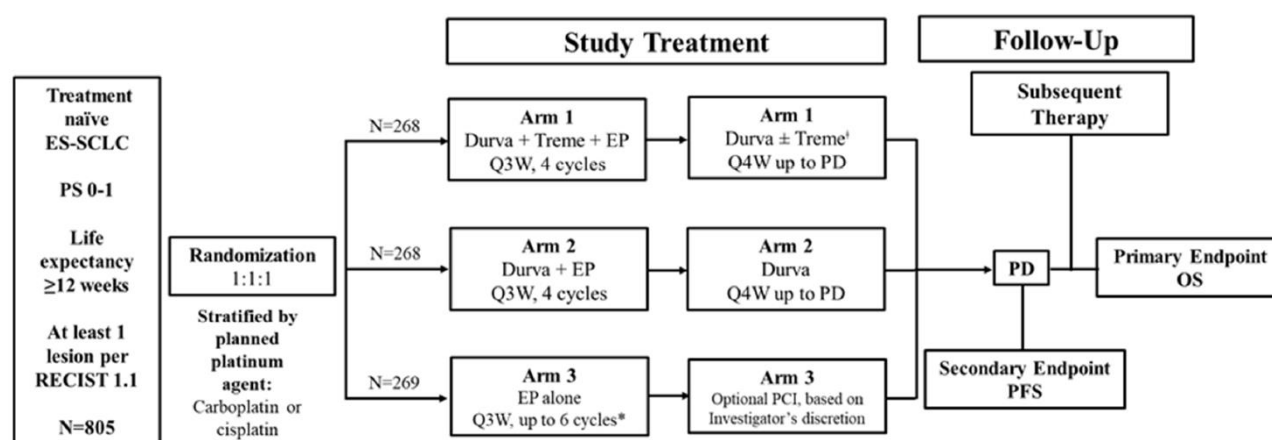 Study Treatment
Follow-Up
Treatment
naïve
ES-SCLC
PS 0-1
Life
expectancy
≥12 weeks
At least 1
lesion per
RECIST 1.1
N=805
Randomization
1:1:1
Stratified by
planned
platinum
agent:
Carboplatin or
cisplatin
N=268
Arm 1
Durva + Treme + EP
Q3W, 4 cycles
Arm 1
Durva ± Treme‡
Q4W up to PD
N=268
Arm 2
Durva + EP
Q3W, 4 cycles
Arm 2
Durva
Q4W up to PD
N=269
Arm 3
EP alone
Q3W, up to 6 cycles*
Arm 3
Optional PCI, based on
Investigator’s discretion
Subsequent
Therapy
PD
Primary Endpoint
OS
Secondary Endpoint
PFS